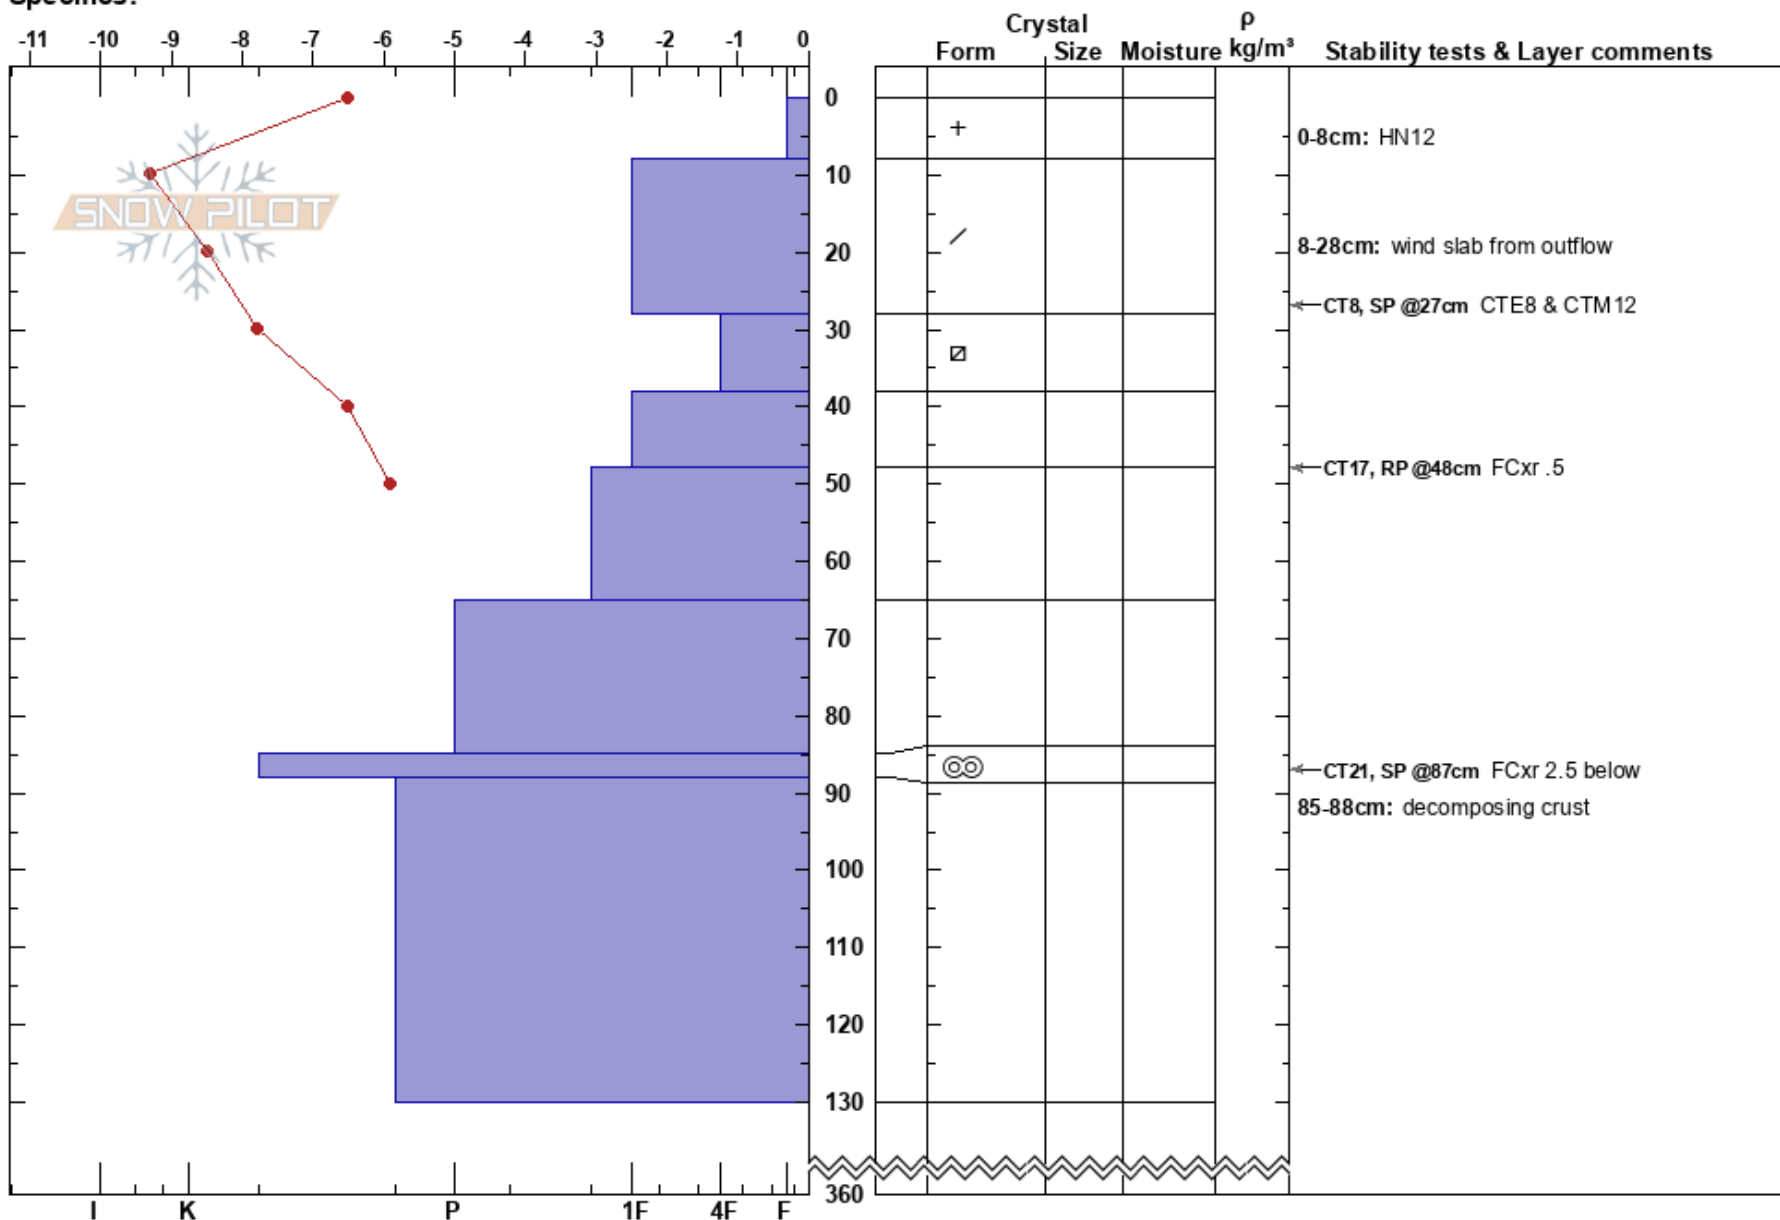 Specifics:
Crystal ρ
-11 -10 -9 -8 -7 -6 -5 -4 -3 -2 -1 0 Form Size Moisture kg/m³ Stability tests & Layer comments
0
0-8cm: HN12
10
SNOW PILOT
8-28cm: wind slab from outflow
20
CT8, SP @27cm CTE8 & CTM12
30
40
CT17, RP @48cm FCxr .5
50
60
70
80
CT21, SP @87cm FCxr 2.5 below
90
85-88cm: decomposing crust
100
110
120
130
360
I K P 1F 4F F